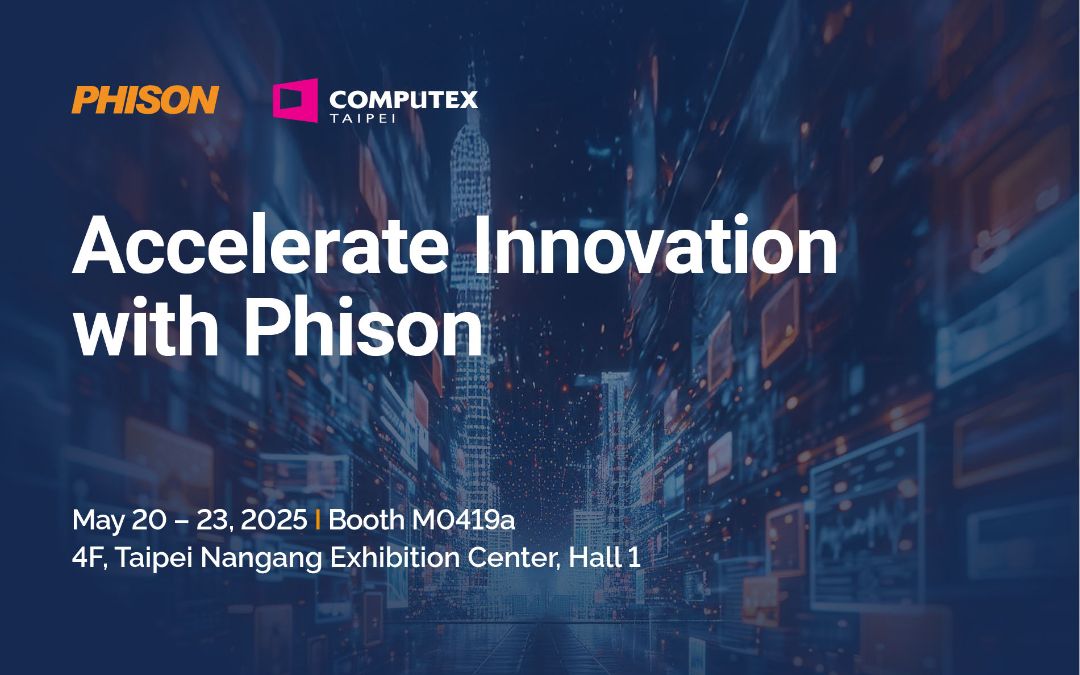 PHISON
COMPUTEX
TAIPEI
Accelerate Innovation
with Phison
May 20 – 23, 2025 | Booth M0419a
4F, Taipei Nangang Exhibition Center, Hall 1